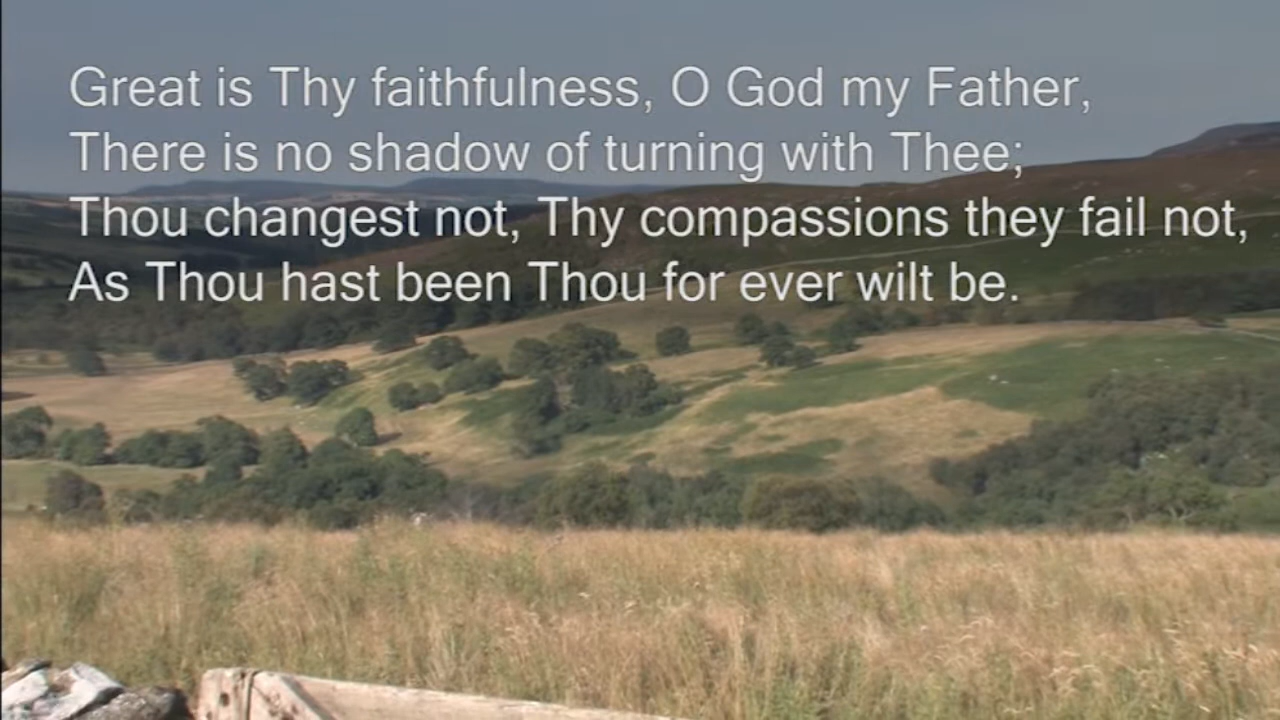 Great is Thy faithfulness, O God my Father,
There is no shadow of turning with Thee;
Thou changest not, Thy compassions they fail not,
As Thou hast been Thou for ever wilt be.